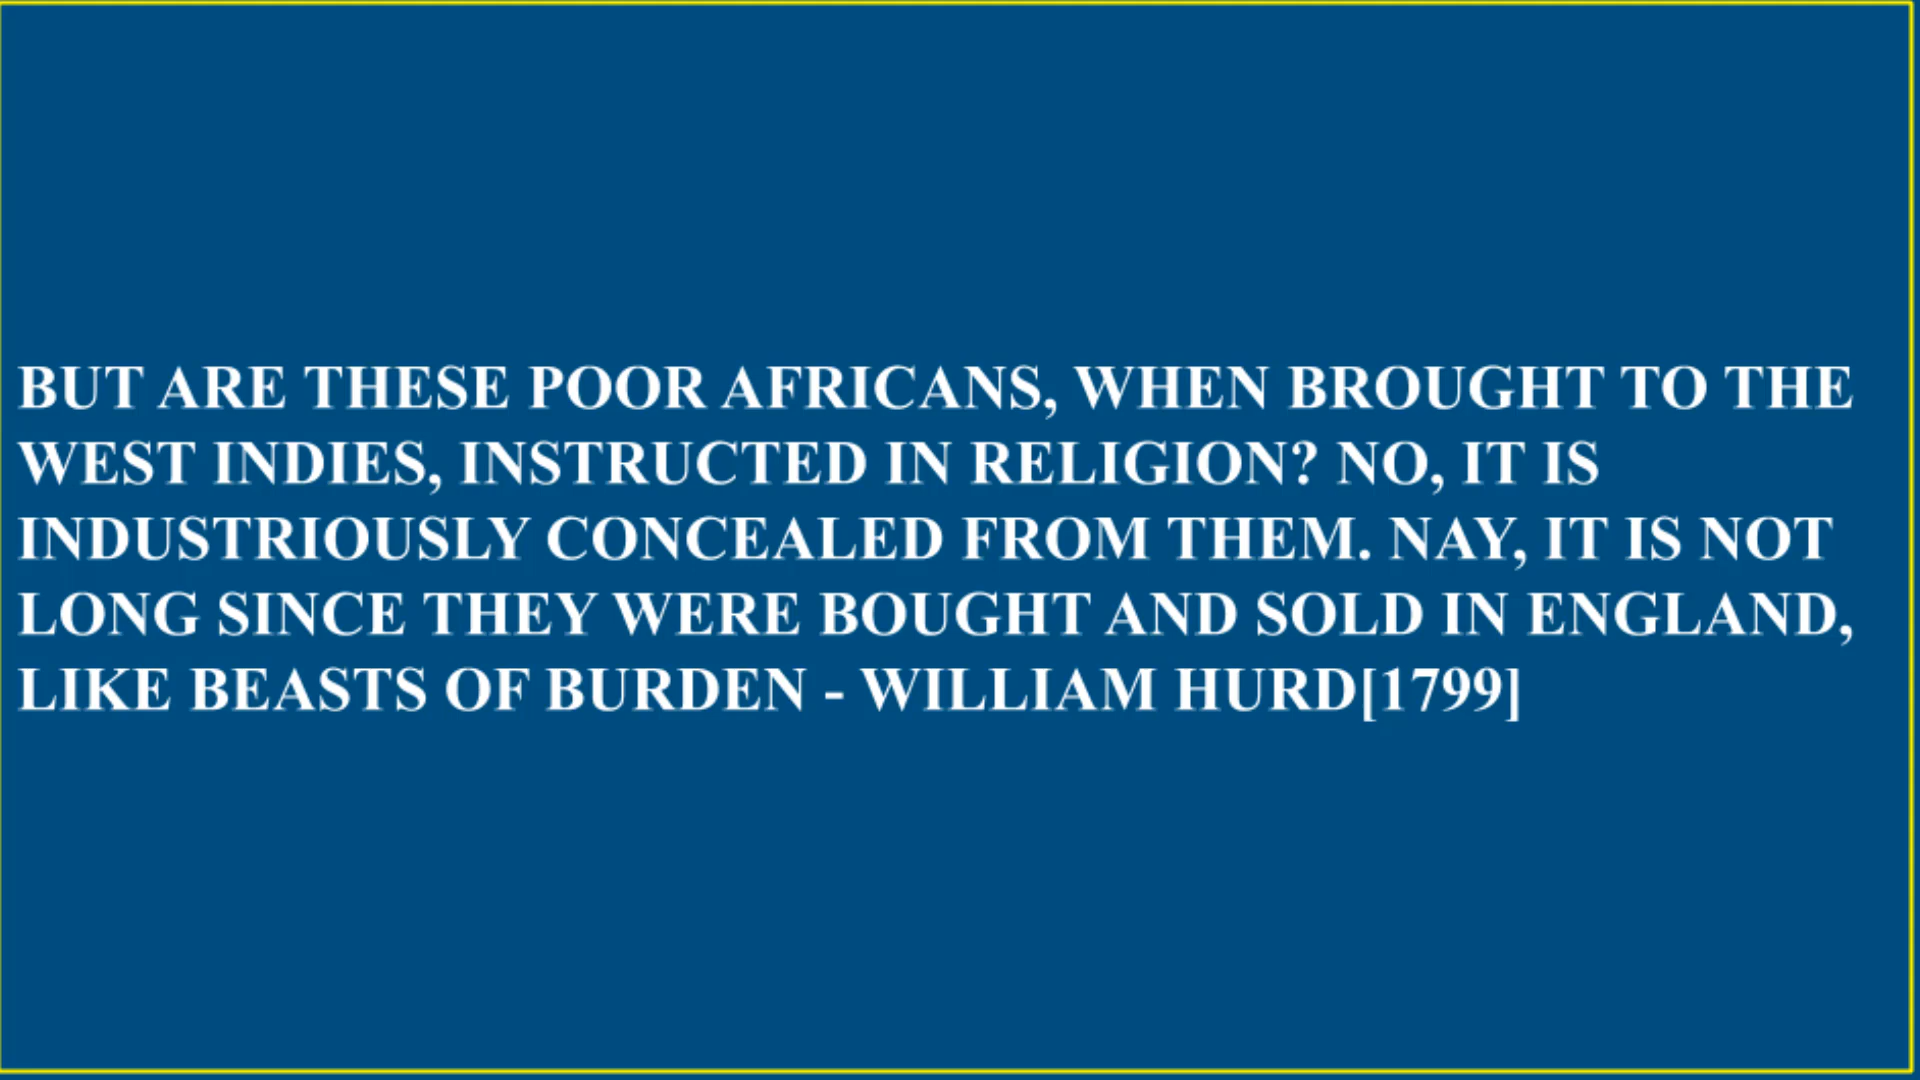 BUT ARE THESE POOR AFRICANS, WHEN BROUGHT TO THE
WEST INDIES, INSTRUCTED IN RELIGION? NO, IT IS
INDUSTRIOUSLY CONCEALED FROM THEM. NAY, IT IS NOT
LONG SINCE THEY WERE BOUGHT AND SOLD IN ENGLAND,
LIKE BEASTS OF BURDEN - WILLIAM HURD[1799]